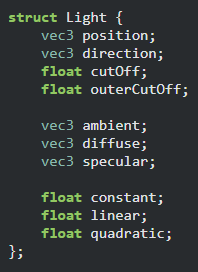 struct Light {
    vec3 position;
    vec3 direction;
    float cutOff;
    float outerCutOff;

    vec3 ambient;
    vec3 diffuse;
    vec3 specular;

    float constant;
    float linear;
    float quadratic;
};